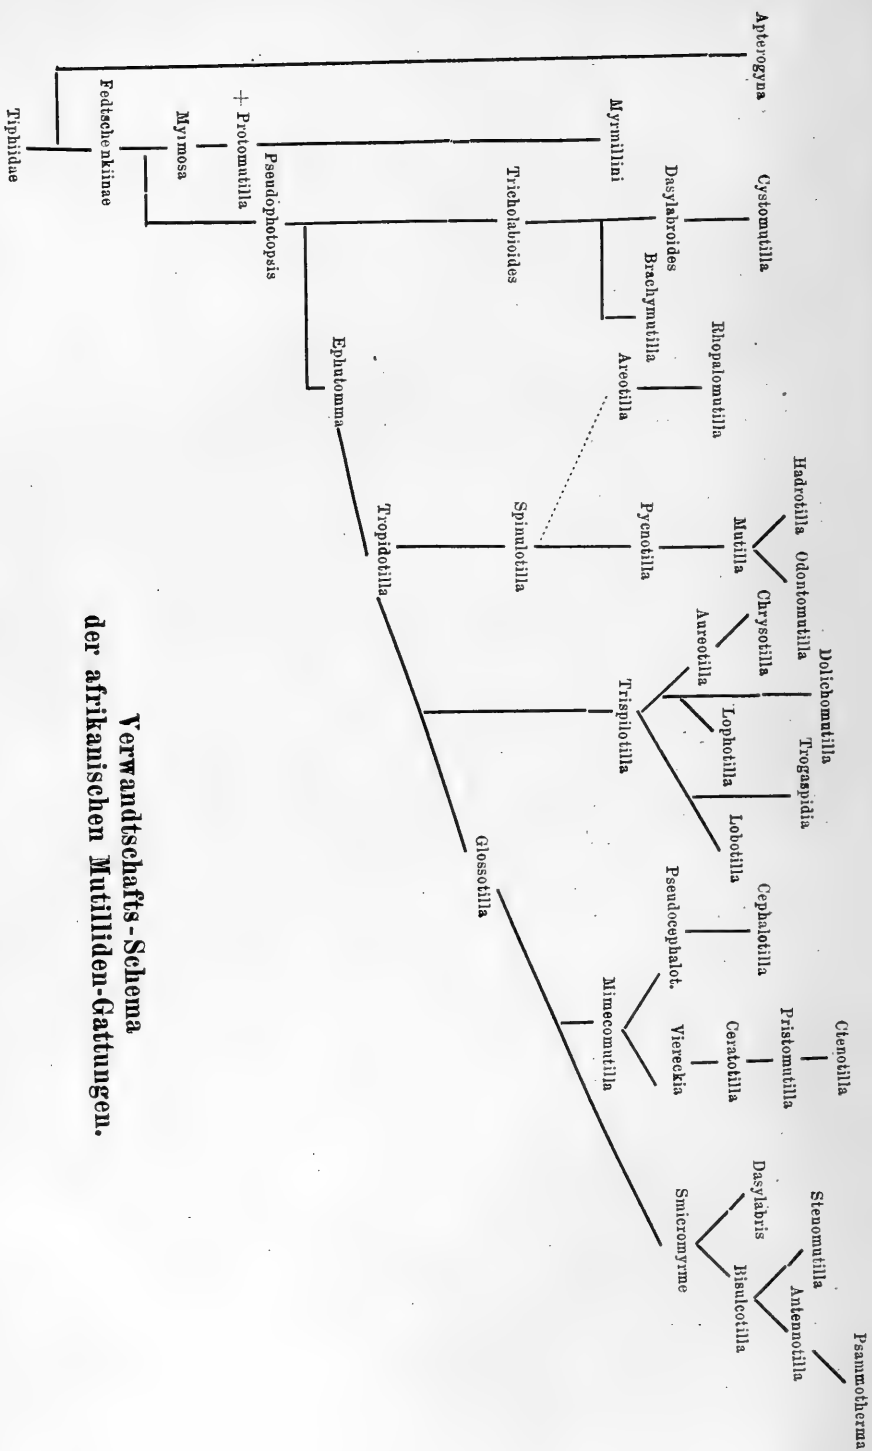 Apterogyna
Cystomutilla
Dasylabroides
Myrmillini
Tricholabioides
Brachymutilla
Rhopalomutilla
Areotilla
Pseudophotopsis
+ Protomutilla
Myrmosa
Fedtschenkiinae
Tiphiidae
Ephutomma
Hadrotilla
Odontomutilla
Mutilla
Pycnotilla
Spinulotilla
Tropidotilla
Chrysotilla
Aureotilla
Dolichomutilla
Lophotilla
Trogaspidia
Trispilotilla
Lobotilla
Glossotilla
Cephalotilla
Pseudocephalot.
Ctenotilla
Pristomutilla
Ceratotilla
Viereckia
Mimecomutilla
Psammotherma
Stenomutilla
Antennotilla
Dasylabris
Bisulcotilla
Smicromyrme
Verwandtschafts-Schema
der afrikanischen Mutilliden-Gattungen.